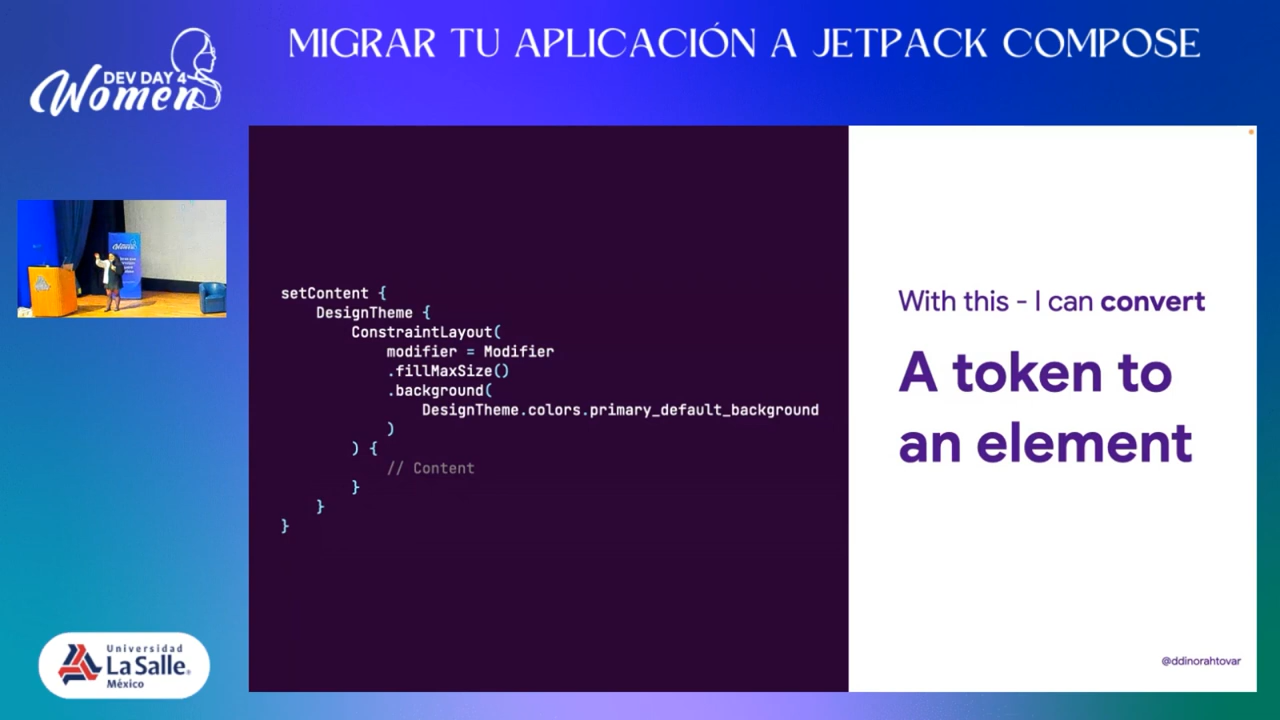 MIGRAR TU APLICACIÓN A JETPACK COMPOSE
DEV DAY 4
Women
setContent {
    DesignTheme {
        ConstraintLayout(
            modifier = Modifier
            .fillMaxSize()
            .background(
                DesignTheme.colors.primary_default_background
            )
        ) {
            // Content
        }
    }
}
With this - I can convert
A token to
an element
@ddinorahtovar
Universidad
La Salle®
México